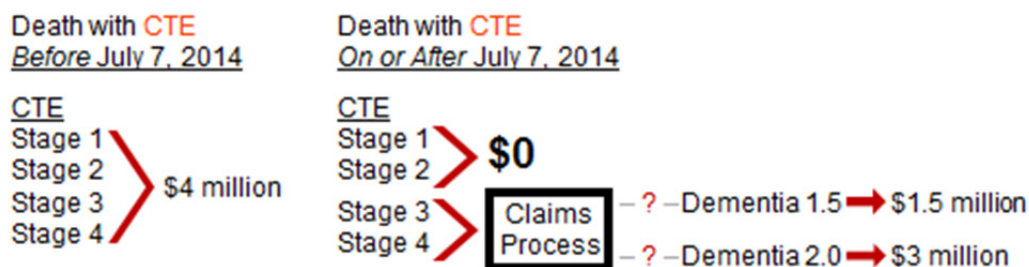 Death with CTE
Before July 7, 2014
CTE
Stage 1
Stage 2
Stage 3
Stage 4
$4 million
Death with CTE
On or After July 7, 2014
CTE
Stage 1
Stage 2
$0
Stage 3
Stage 4
Claims
Process
– ? – Dementia 1.5 $1.5 million
– ? – Dementia 2.0 $3 million